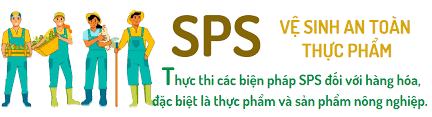 SPS
VỆ SINH AN TOÀN
THỰC PHẨM
Thực thi các biện pháp SPS đối với hàng hóa,
đặc biệt là thực phẩm và sản phẩm nông nghiệp.